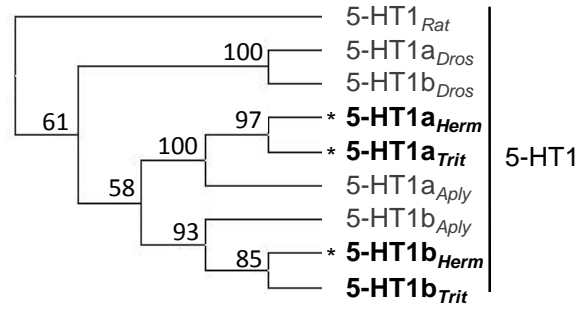 5-HT1Rat
100 5-HT1aDros
5-HT1bDros
61
97 * 5-HT1aHerm
* 5-HT1aTrit
100
5-HT1
58
5-HT1aAply
5-HT1bAply
93
85 * 5-HT1bHerm
5-HT1bTrit